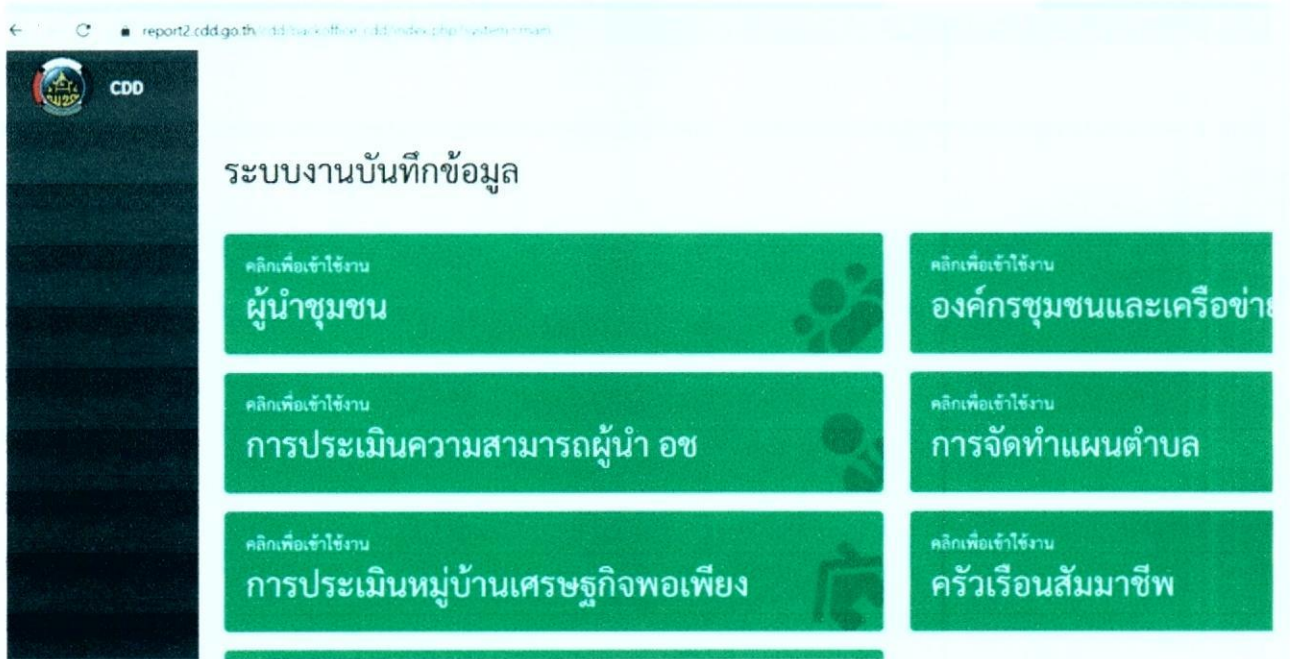 report2.cdd.go.th/cdd/backoffice_cdd/index.php?system=main
CDD
ระบบงานบันทึกข้อมูล
คลิกเพื่อเข้าใช้งาน
ผู้นำชุมชน
คลิกเพื่อเข้าใช้งาน
องค์กรชุมชนและเครือข่าย
คลิกเพื่อเข้าใช้งาน
การประเมินความสามารถผู้นำ อช
คลิกเพื่อเข้าใช้งาน
การจัดทำแผนตำบล
คลิกเพื่อเข้าใช้งาน
การประเมินหมู่บ้านเศรษฐกิจพอเพียง
คลิกเพื่อเข้าใช้งาน
ครัวเรือนสัมมาชีพ